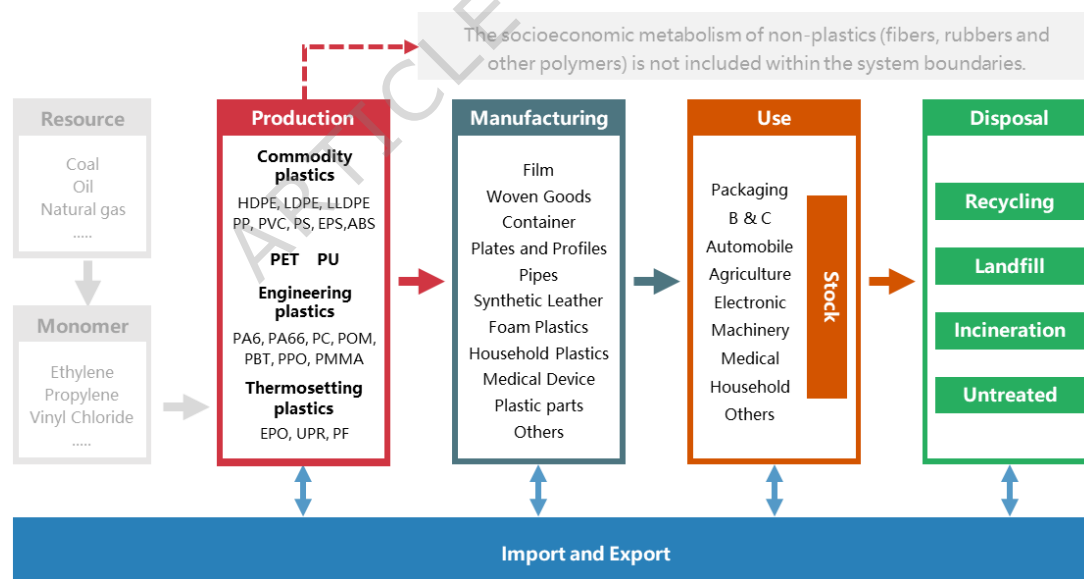 The socioeconomic metabolism of non-plastics (fibers, rubbers and
other polymers) is not included within the system boundaries.
Resource
Coal
Oil
Natural gas
.....
Monomer
Ethylene
Propylene
Vinyl Chloride
.....
Production
Commodity
plastics
HDPE, LDPE, LLDPE
PP, PVC, PS, EPS,ABS
PET PU
Engineering
plastics
PA6, PA66, PC, POM,
PBT, PPO, PMMA
Thermosetting
plastics
EPO, UPR, PF
Manufacturing
Film
Woven Goods
Container
Plates and Profiles
Pipes
Synthetic Leather
Foam Plastics
Household Plastics
Medical Device
Plastic parts
Others
Use
Packaging
B & C
Automobile
Agriculture
Electronic
Machinery
Medical
Household
Others
Stock
Disposal
Recycling
Landfill
Incineration
Untreated
Import and Export
ARTICLE